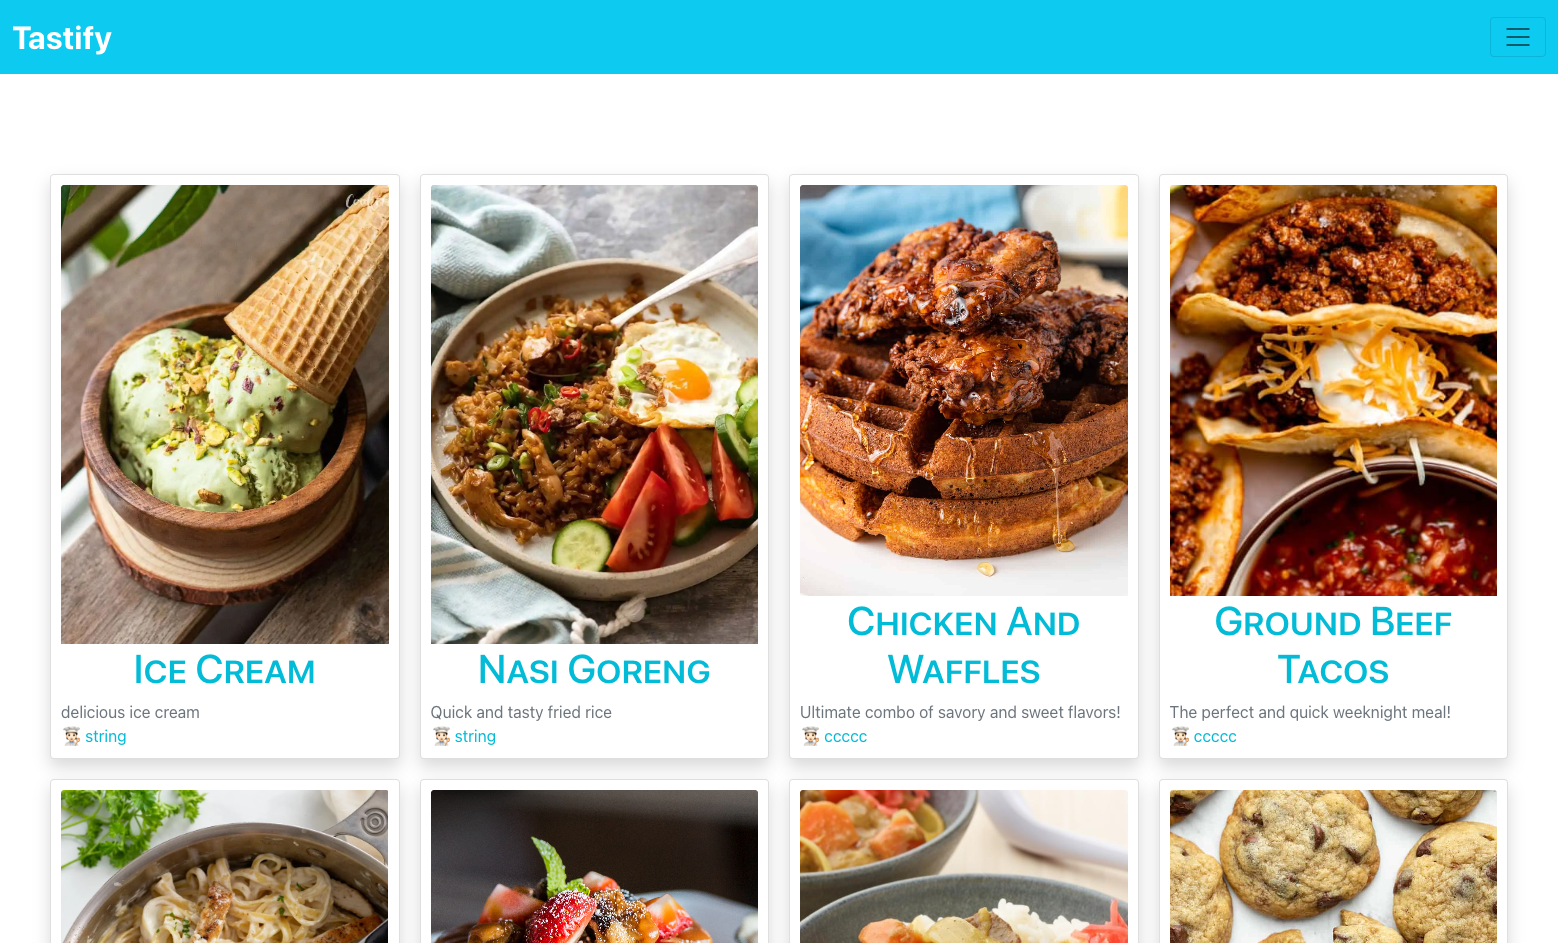 Tastify
Ice Cream
delicious ice cream
string
Nasi Goreng
Quick and tasty fried rice
string
Chicken And
Waffles
Ultimate combo of savory and sweet flavors!
ccccc
Ground Beef
Tacos
The perfect and quick weeknight meal!
ccccc